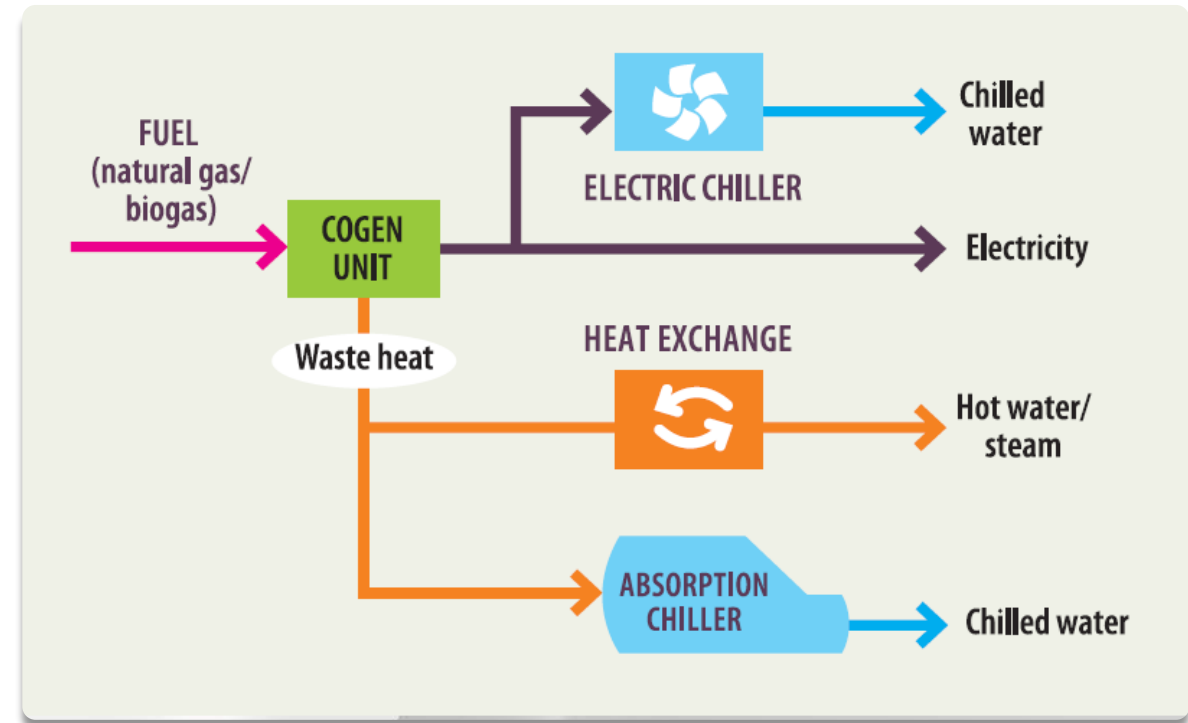 FUEL
(natural gas/
biogas)
COGEN
UNIT
Waste heat
ELECTRIC CHILLER
Chilled
water
Electricity
HEAT EXCHANGE
Hot water/
steam
ABSORPTION
CHILLER
Chilled water